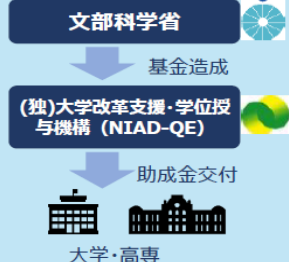 文部科学省
基金造成
(独)大学改革支援・学位授
与機構（NIAD-QE）
助成金交付
大学・高専